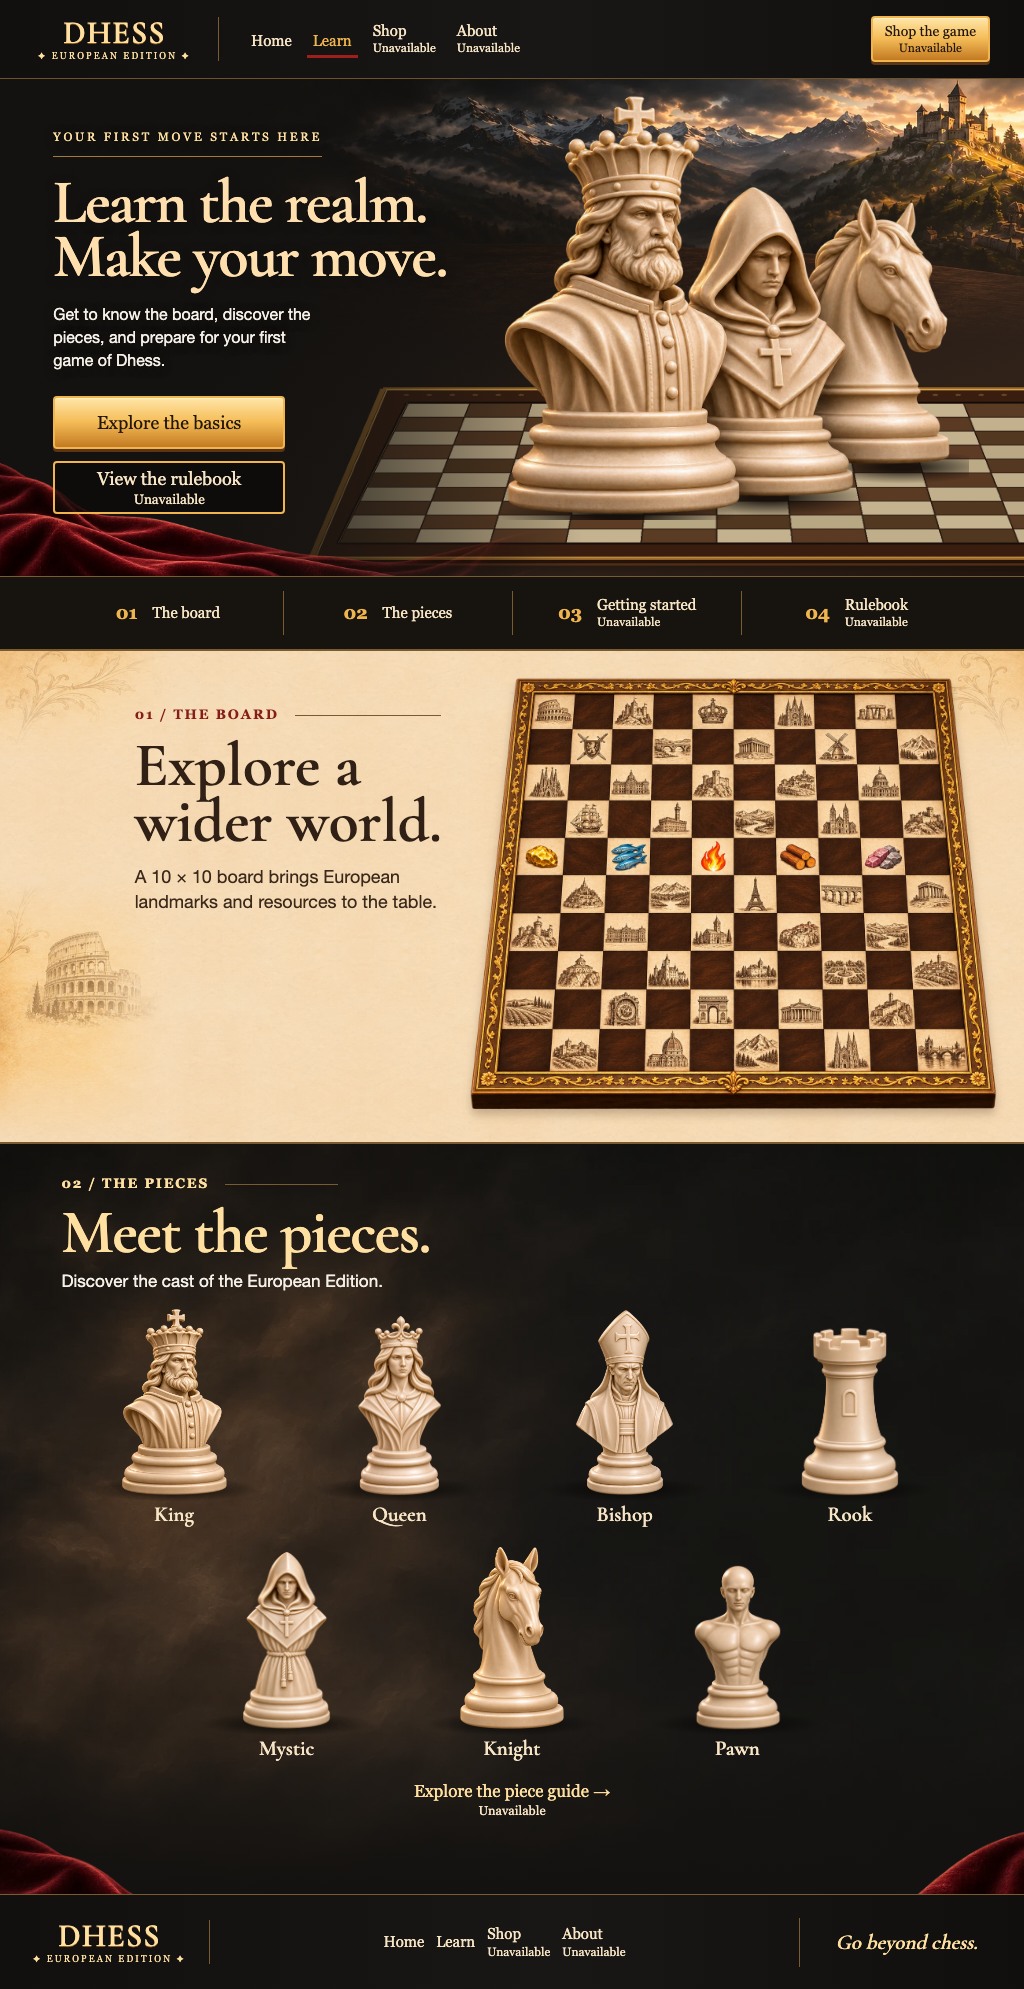 DHESS
✦ EUROPEAN EDITION ✦
Home
Learn
Shop
Unavailable
About
Unavailable
Shop the game
Unavailable
YOUR FIRST MOVE STARTS HERE
Learn the realm.
Make your move.
Get to know the board, discover the
pieces, and prepare for your first
game of Dhess.
Explore the basics
View the rulebook
Unavailable
01 The board
02 The pieces
03 Getting started
Unavailable
04 Rulebook
Unavailable
01 / THE BOARD
Explore a
wider world.
A 10 × 10 board brings European
landmarks and resources to the table.
02 / THE PIECES
Meet the pieces.
Discover the cast of the European Edition.
King
Queen
Bishop
Rook
Mystic
Knight
Pawn
Explore the piece guide →
Unavailable
DHESS
✦ EUROPEAN EDITION ✦
Home
Learn
Shop
Unavailable
About
Unavailable
Go beyond chess.